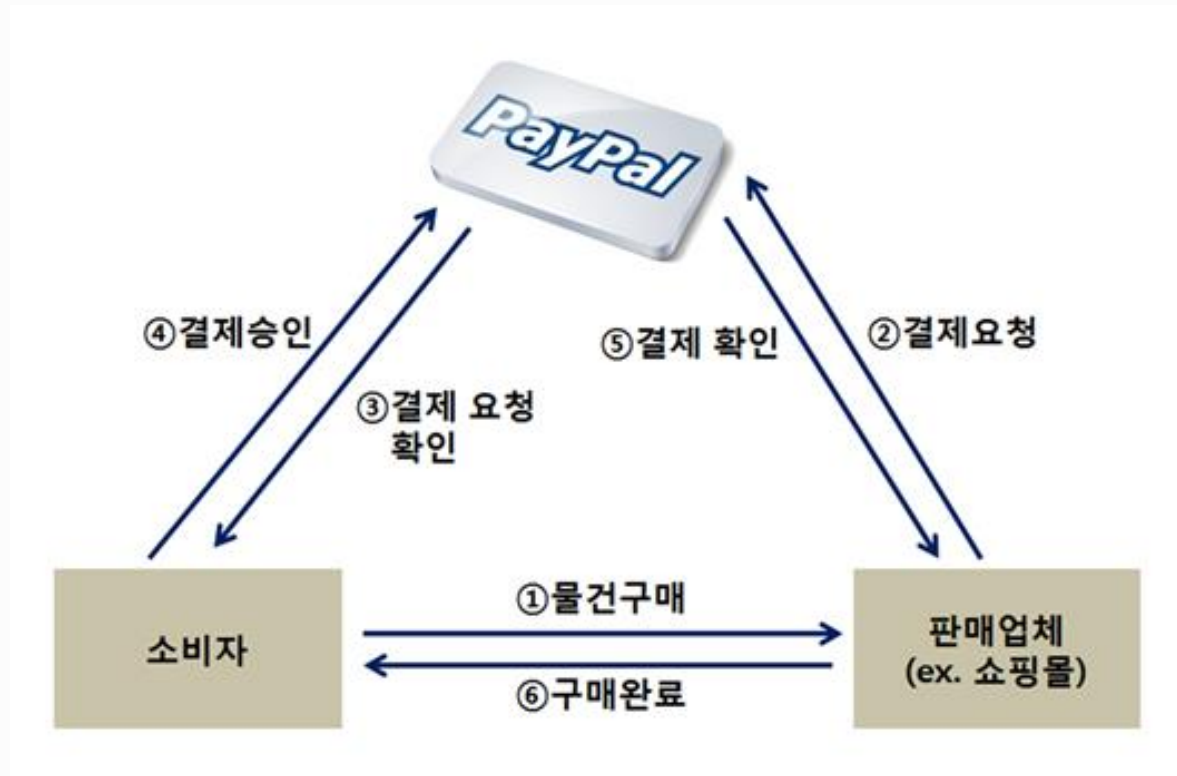 PayPal
④결제승인
⑤결제 확인
②결제요청
③결제 요청
확인
①물건구매
소비자
판매업체
(ex. 쇼핑몰)
⑥구매완료